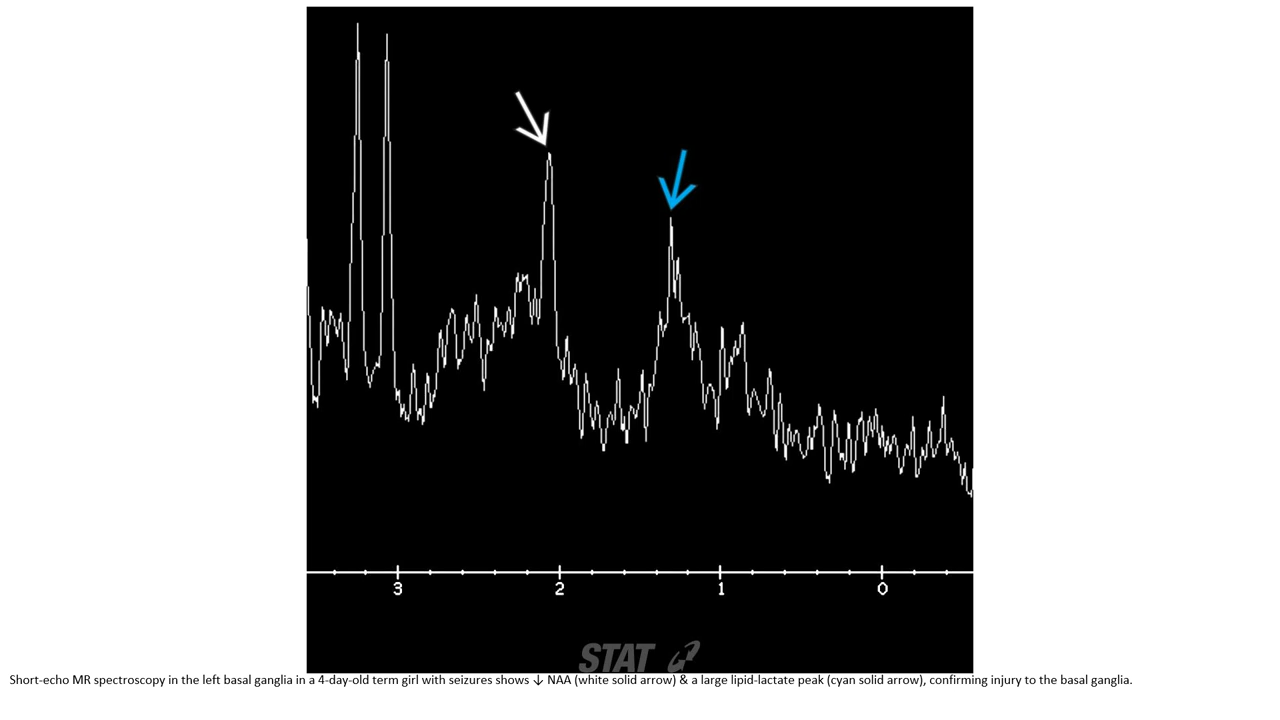 3 2 1 0
STAT
Short-echo MR spectroscopy in the left basal ganglia in a 4-day-old term girl with seizures shows ↓ NAA (white solid arrow) & a large lipid-lactate peak (cyan solid arrow), confirming injury to the basal ganglia.